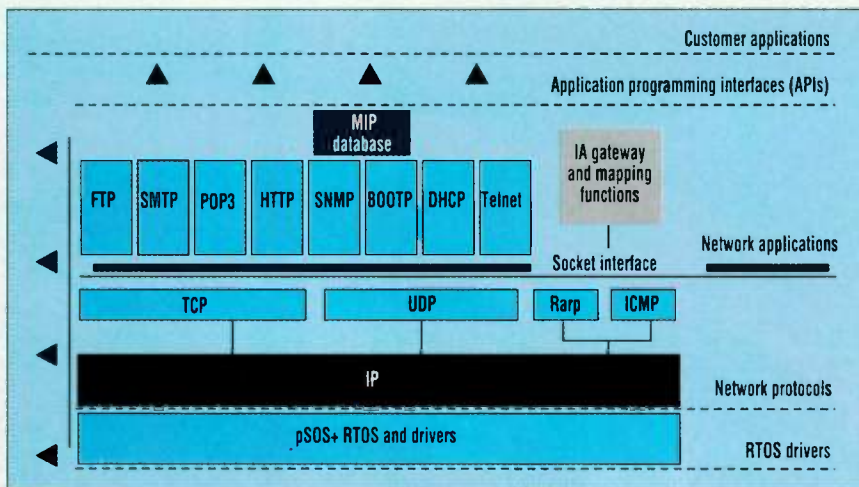 Customer applications
Application programming interfaces (APIs)
MIP
database
IA gateway
and mapping
functions
FTP
SMTP
POP3
HTTP
SNMP
BOOTP
DHCP
Telnet
Socket interface
Network applications
TCP
UDP
Rarp
ICMP
IP
Network protocols
pSOS+ RTOS and drivers
RTOS drivers